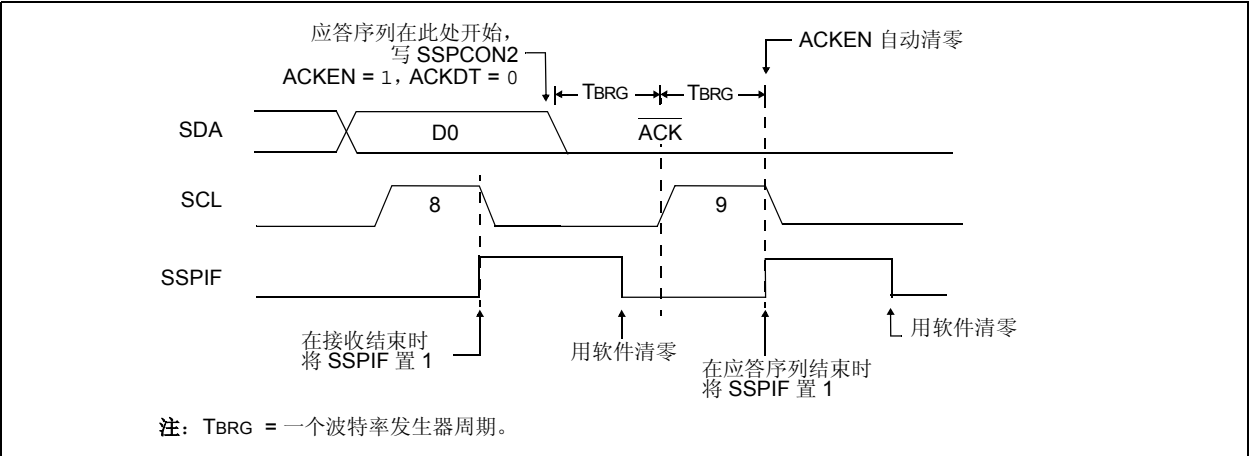 应答序列在此处开始，
写 SSPCON2
ACKEN = 1，ACKDT = 0
ACKEN 自动清零
TBRG
TBRG
SDA
D0
ACK
SCL
8
9
SSPIF
在接收结束时
将 SSPIF 置 1
用软件清零
在应答序列结束时
将 SSPIF 置 1
用软件清零
注：TBRG = 一个波特率发生器周期。